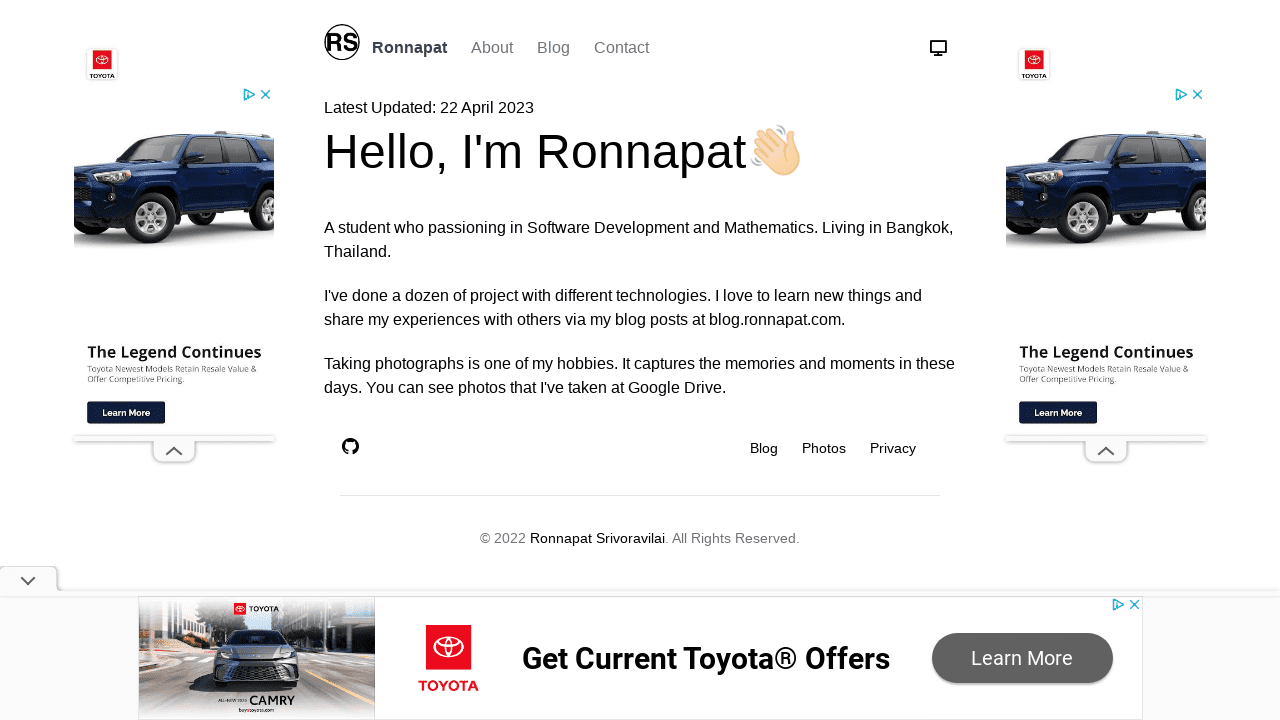 RS
Ronnapat About Blog Contact
Latest Updated: 22 April 2023
Hello, I'm Ronnapat👋🏼
A student who passioning in Software Development and Mathematics. Living in Bangkok,
Thailand.
I've done a dozen of project with different technologies. I love to learn new things and
share my experiences with others via my blog posts at blog.ronnapat.com.
Taking photographs is one of my hobbies. It captures the memories and moments in these
days. You can see photos that I've taken at Google Drive.
Blog Photos Privacy
© 2022 Ronnapat Srivoravilai. All Rights Reserved.
TOYOTA
The Legend Continues
Toyota Newest Models Retain Resale Value &
Offer Competitive Pricing.
Learn More
TOYOTA
The Legend Continues
Toyota Newest Models Retain Resale Value &
Offer Competitive Pricing.
Learn More
TOYOTA
ALL-NEW 2025 CAMRY
buyatoyota.com
TOYOTA
Get Current Toyota® Offers
Learn More